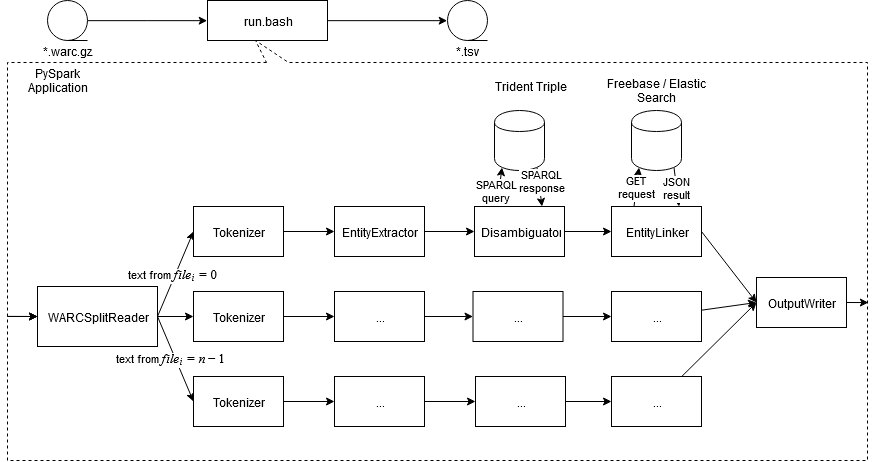 run.bash
*.warc.gz
*.tsv
PySpark
Application
Trident Triple
Freebase / Elastic
Search
SPARQL
query
SPARQL
response
GET
request
JSON
result
Tokenizer
EntityExtractor
Disambiguator
EntityLinker
text from file_i = 0
WARCSplitReader
Tokenizer
...
...
...
OutputWriter
text from file_i = n − 1
Tokenizer
...
...
...